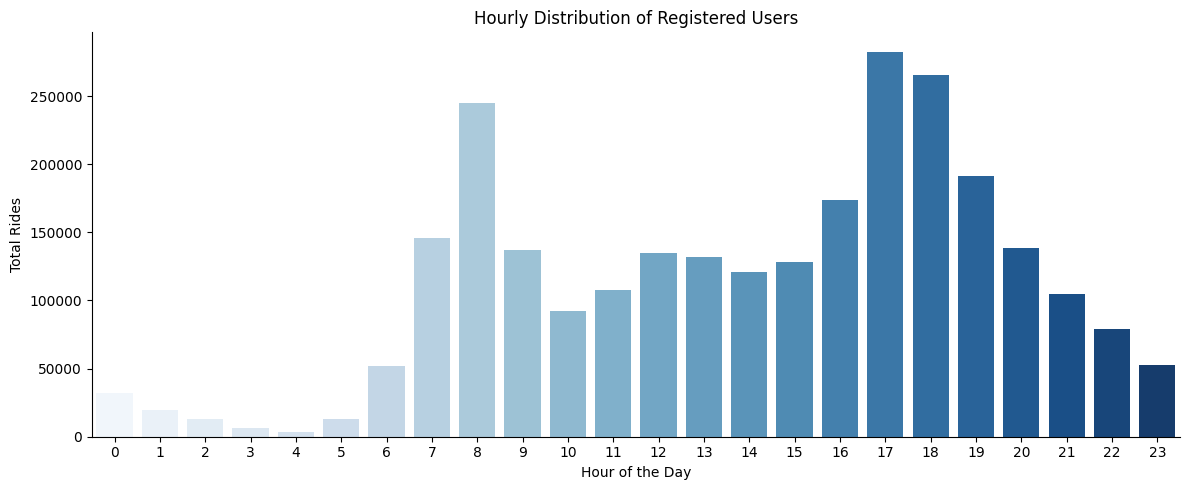 Hourly Distribution of Registered Users
Total Rides
250000
200000
150000
100000
50000
0
0 1 2 3 4 5 6 7 8 9 10 11 12 13 14 15 16 17 18 19 20 21 22 23
Hour of the Day